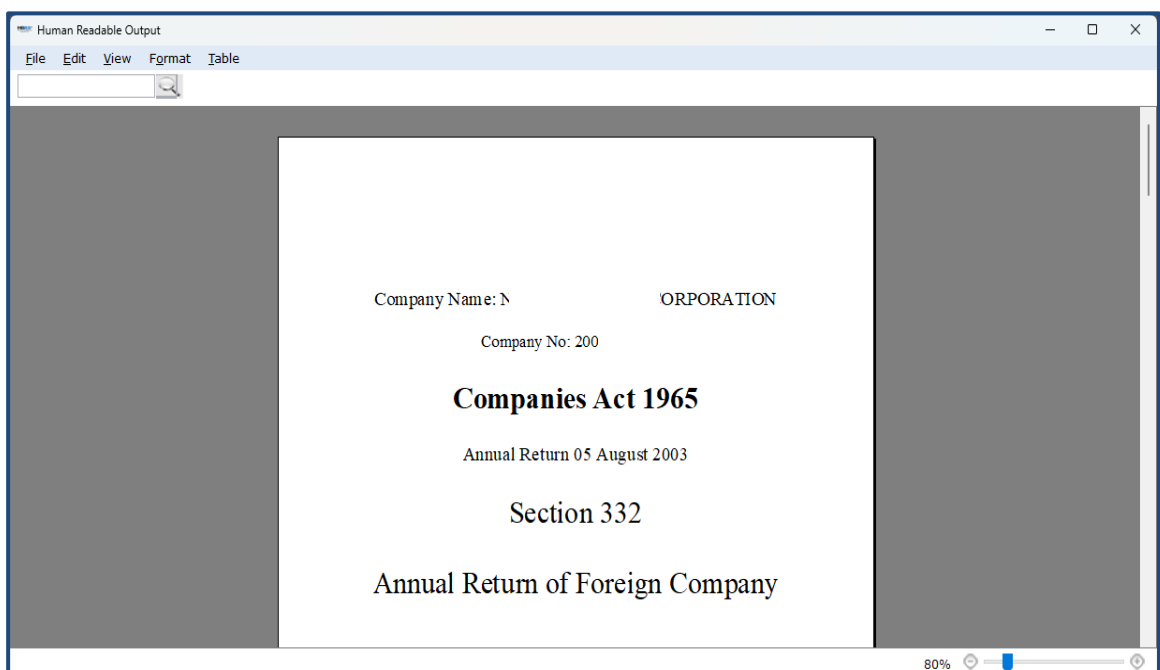 Human Readable Output
File Edit View Format Table
Company Name: N ORPORATION
Company No: 200
Companies Act 1965
Annual Return 05 August 2003
Section 332
Annual Return of Foreign Company
80%